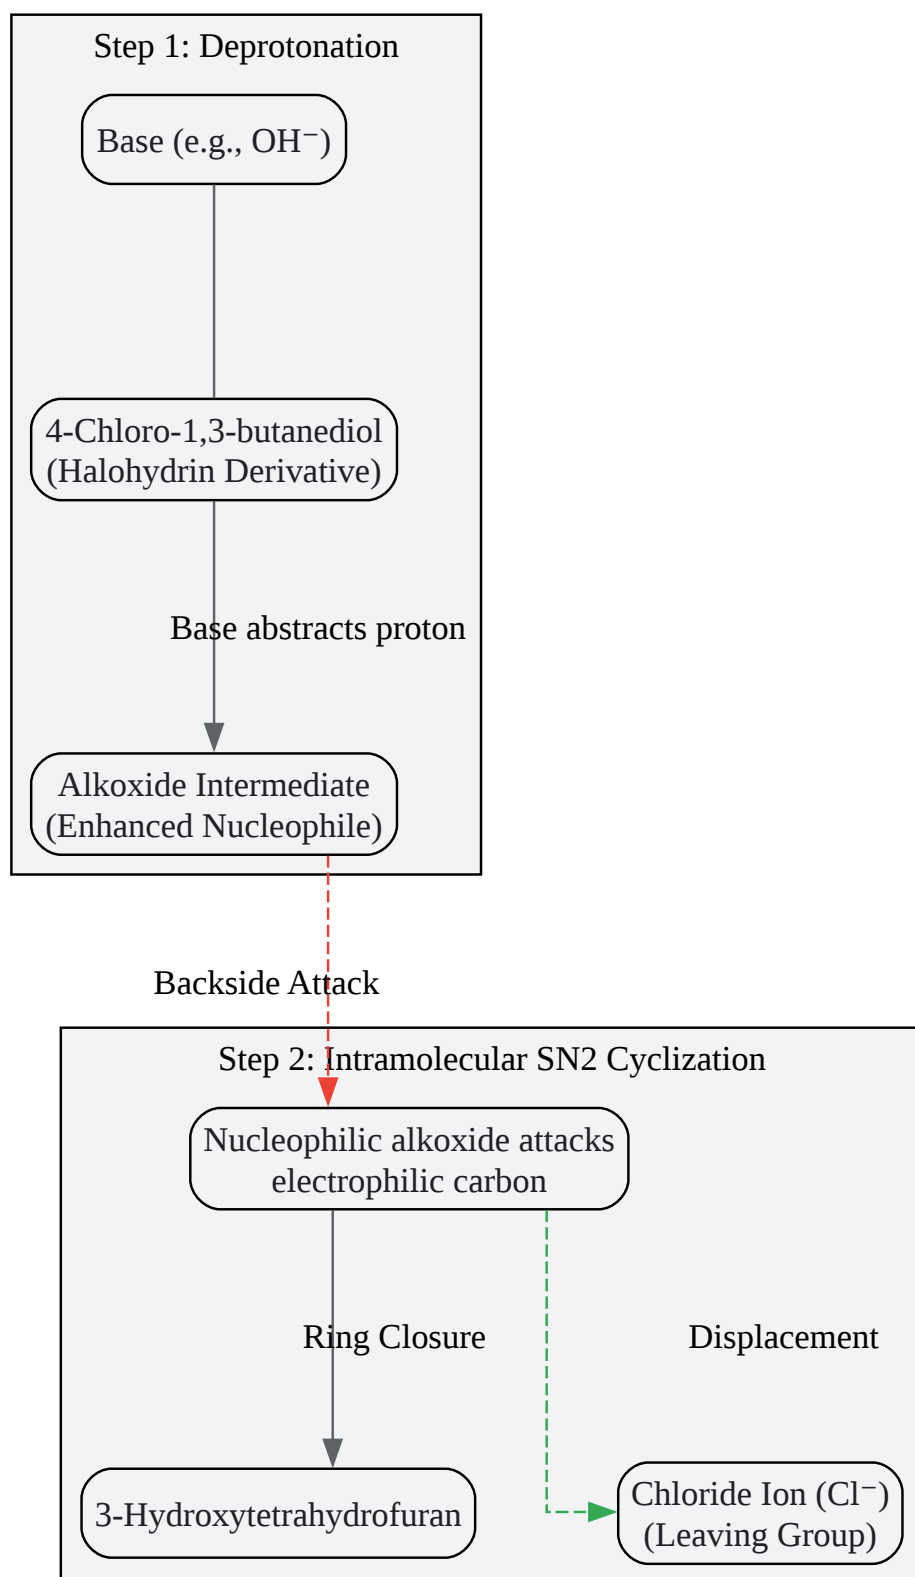 Step 1: Deprotonation
Base (e.g., OH⁻)
4-Chloro-1,3-butanediol
(Halohydrin Derivative)
Base abstracts proton
Alkoxide Intermediate
(Enhanced Nucleophile)
Backside Attack
Step 2: Intramolecular SN2 Cyclization
Nucleophilic alkoxide attacks
electrophilic carbon
Ring Closure
Displacement
3-Hydroxytetrahydrofuran
Chloride Ion (Cl⁻)
(Leaving Group)